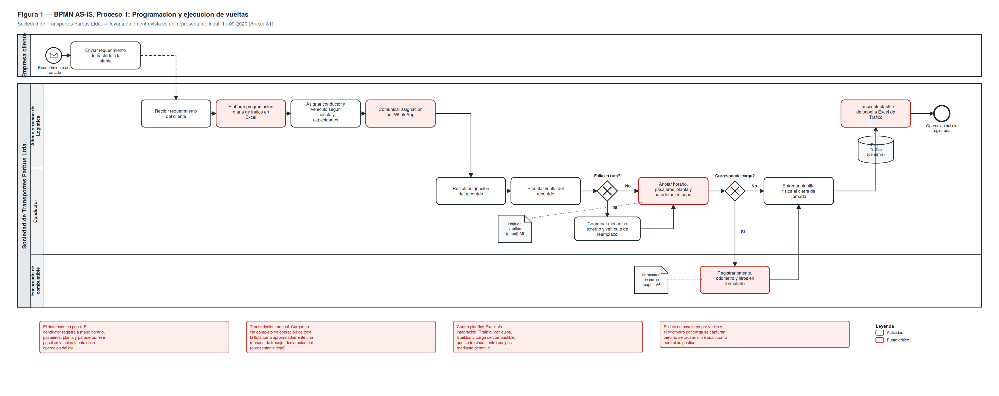 Figura 1 — BPMN AS-IS. Proceso 1: Programacion y ejecucion de vueltas
Sociedad de Transportes Farbus Ltda. — levantado en entrevista con el representante legal, 11-09-2026 (Anexo A1)
Empresa cliente
Requerimiento de
traslado
Enviar requerimiento
de traslado a la
planta
Sociedad de Transportes Farbus Ltda.
Administracion de
Logistica
Recibir requerimiento
del cliente
Elaborar programacion
diaria de trafico en
Excel
Asignar conductor y
vehiculo segun
licencia y
capacidades
Comunicar asignacion
por WhatsApp
Transcribir planilla
de papel a Excel de
Trafico
Operacion del dia
registrada
Excel
Trafico
(pendrive)
Conductor
Recibir asignacion
del recorrido
Ejecutar vuelta del
recorrido
Falla en ruta?
No
SI
Anotar horario,
pasajeros, planta y
paraderos en papel
Corresponde carga?
No
SI
Entregar planilla
fisica al cierre de
jornada
Hoja de
vueltas
(papel) A5
Coordinar mecanico
externo y vehiculo de
reemplazo
Encargado de
combustible
Formulario
de carga
(papel) A6
Registrar patente,
odometro y litros en
formulario
El dato nace en papel. El
conductor registra a mano horario,
pasajeros, planta y paraderos; ese
papel es la unica fuente de la
operacion del dia.
Transcripcion manual. Cargar un
dia completo de operacion de toda
la flota toma aproximadamente una
manana de trabajo (declaracion del
representante legal).
Cuatro planillas Excel sin
integracion (Trafico, Vehiculos,
Sueldos y carga de combustible)
que se trasladan entre equipos
mediante pendrive.
El dato de pasajeros por vuelta y
el odometro por carga se capturan,
pero no se cruzan ni se usan como
control de gestion.
Leyenda
Actividad
Punto critico